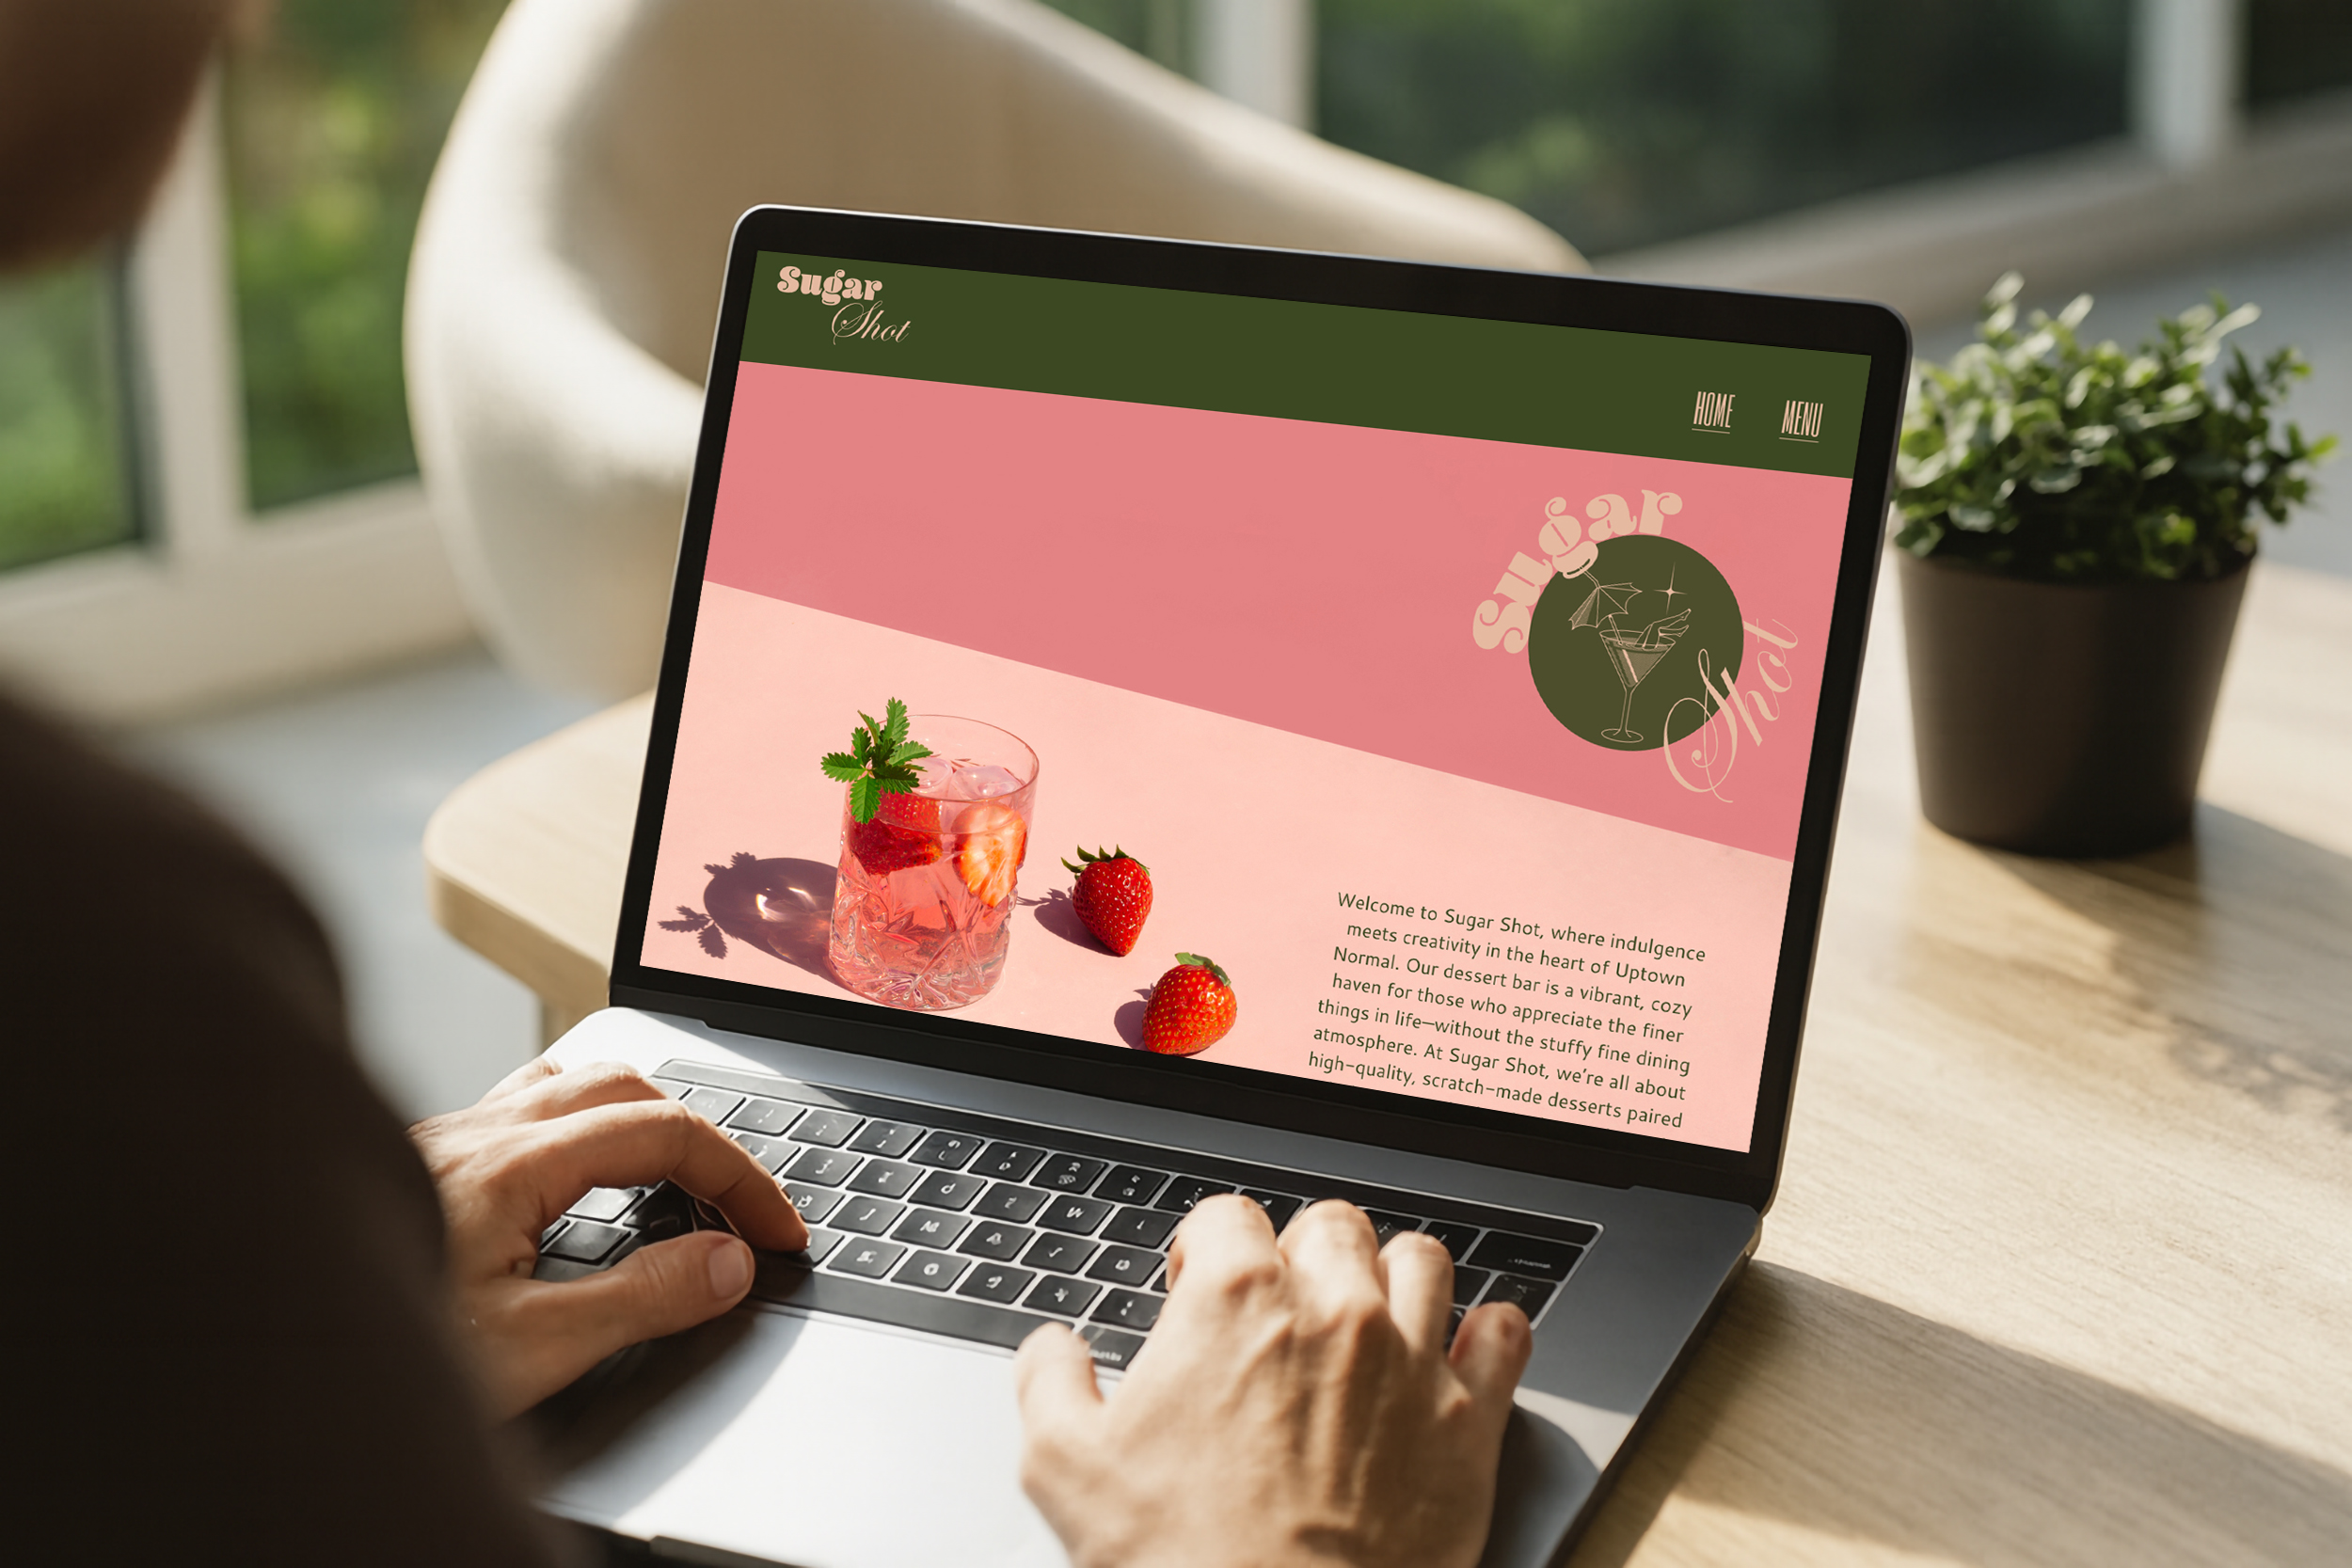 Sugar
Shot
HOME
MENU
Sugar
Shot
Welcome to Sugar Shot, where indulgence
meets creativity in the heart of Uptown
Normal. Our dessert bar is a vibrant, cozy
haven for those who appreciate the finer
things in life—without the stuffy fine dining
atmosphere. At Sugar Shot, we're all about
high-quality, scratch-made desserts paired